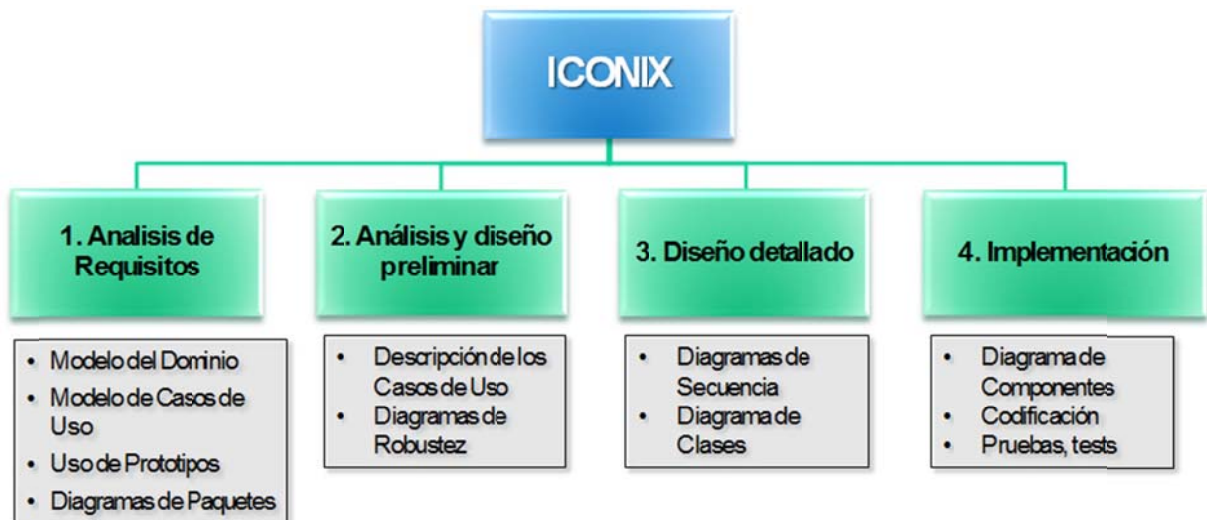 ICONIX
1. Analisis de
Requisitos
2. Análisis y diseño
preliminar
3. Diseño detallado
4. Implementación
• Modelo del Dominio
• Modelo de Casos de
Uso
• Uso de Prototipos
• Diagramas de Paquetes
• Descripción de los
Casos de Uso
• Diagramas de
Robustez
• Diagramas de
Secuencia
• Diagrama de
Clases
• Diagrama de
Componentes
• Codificación
• Pruebas, tests